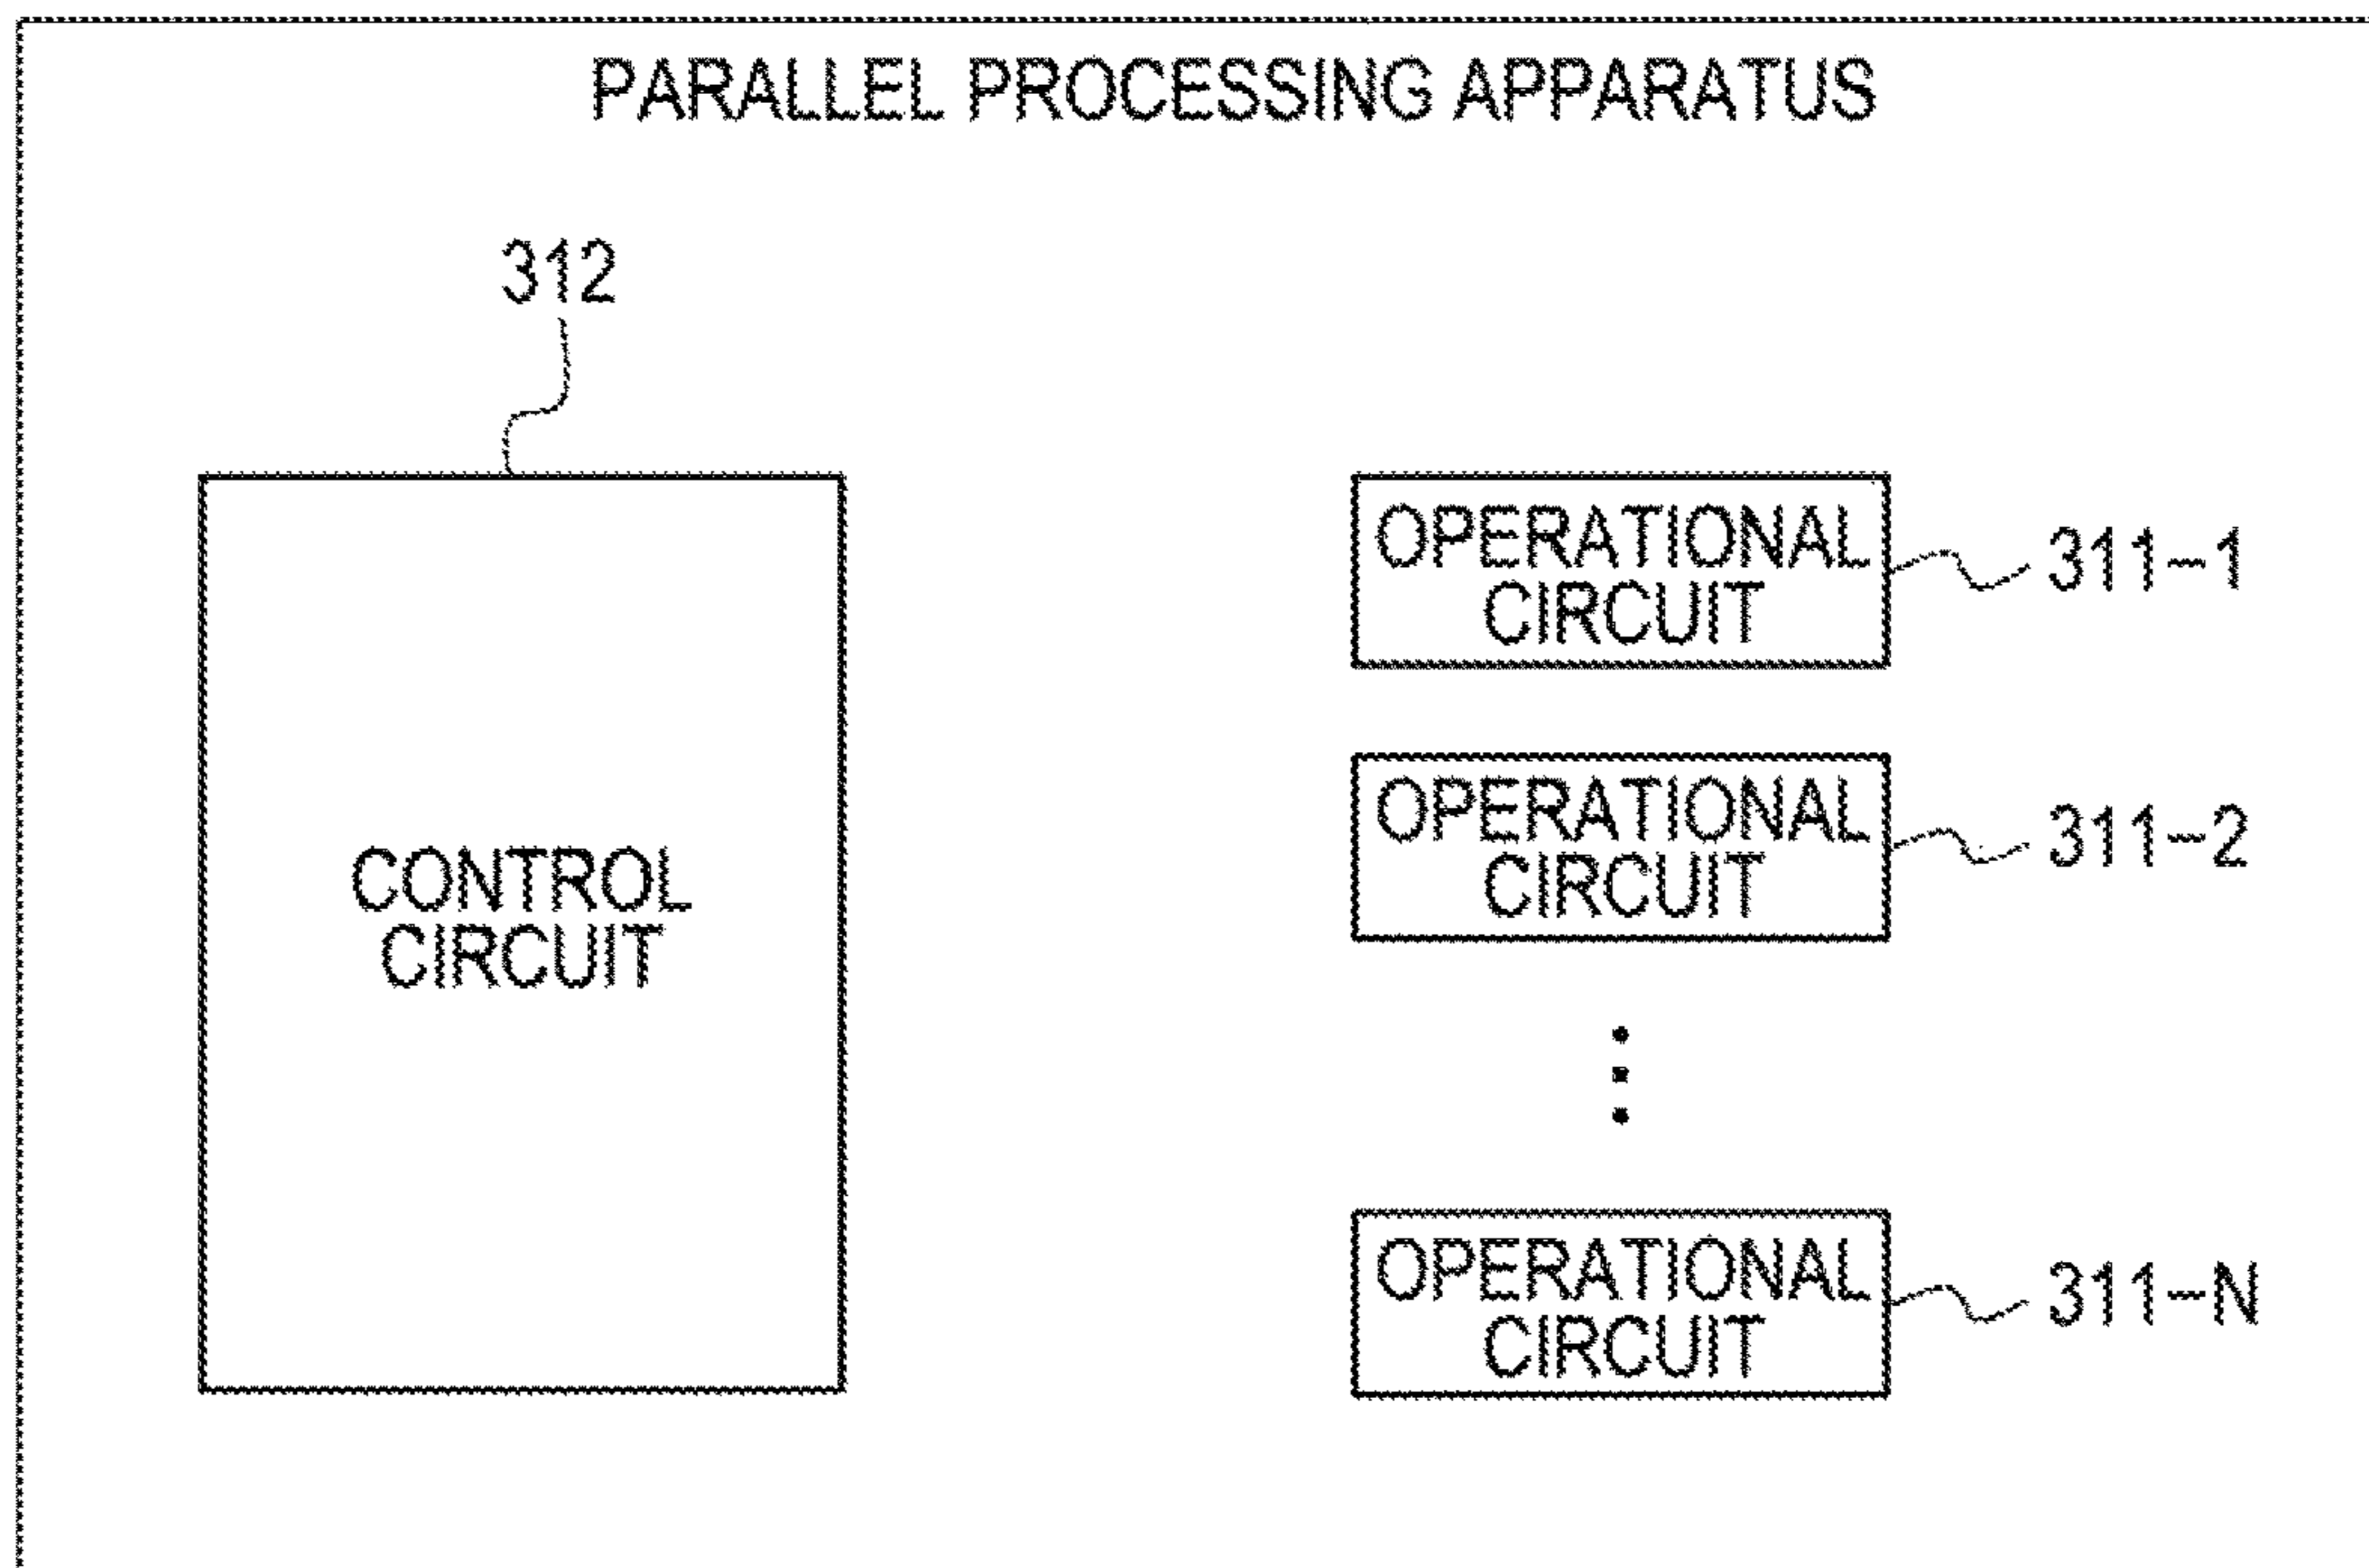 PARALLEL PROCESSING APPARATUS
312
CONTROL
CIRCUIT
OPERATIONAL
CIRCUIT
311-1
OPERATIONAL
CIRCUIT
311-2
OPERATIONAL
CIRCUIT
311-N